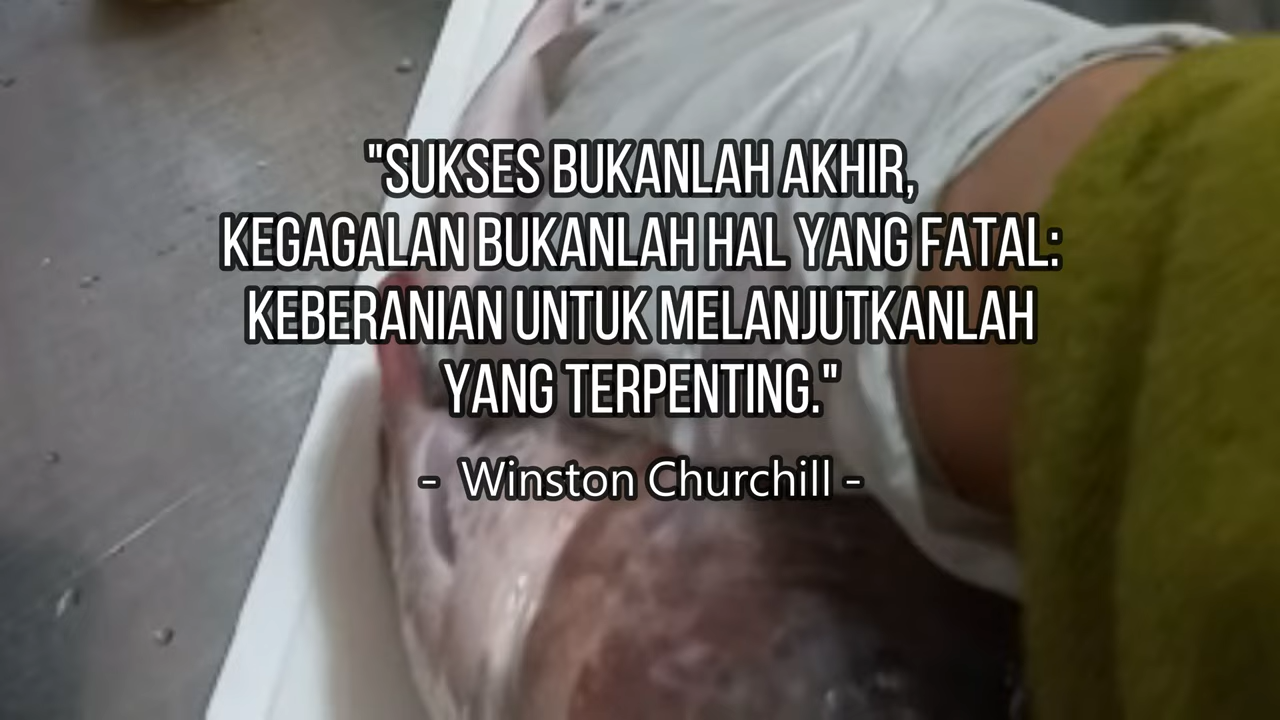 "SUKSES BUKANLAH AKHIR,
KEGAGALAN BUKANLAH HAL YANG FATAL:
KEBERANIAN UNTUK MELANJUTKANLAH
YANG TERPENTING."
- Winston Churchill -